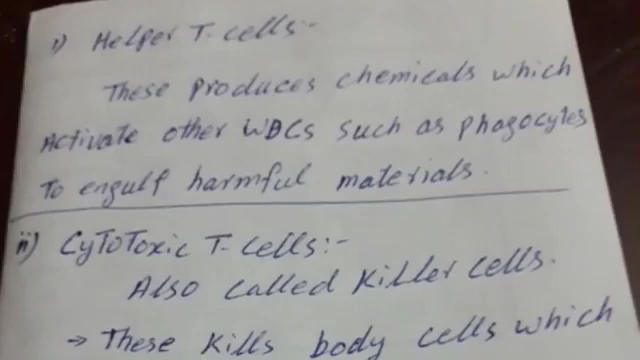 i) Helper T-cells:-
These produces chemicals which
Activate other WBCs such as phagocytes
To engulf harmful materials.
ii) CytoToxic T-cells:-
Also called Killer cells.
→ These Kills body cells which